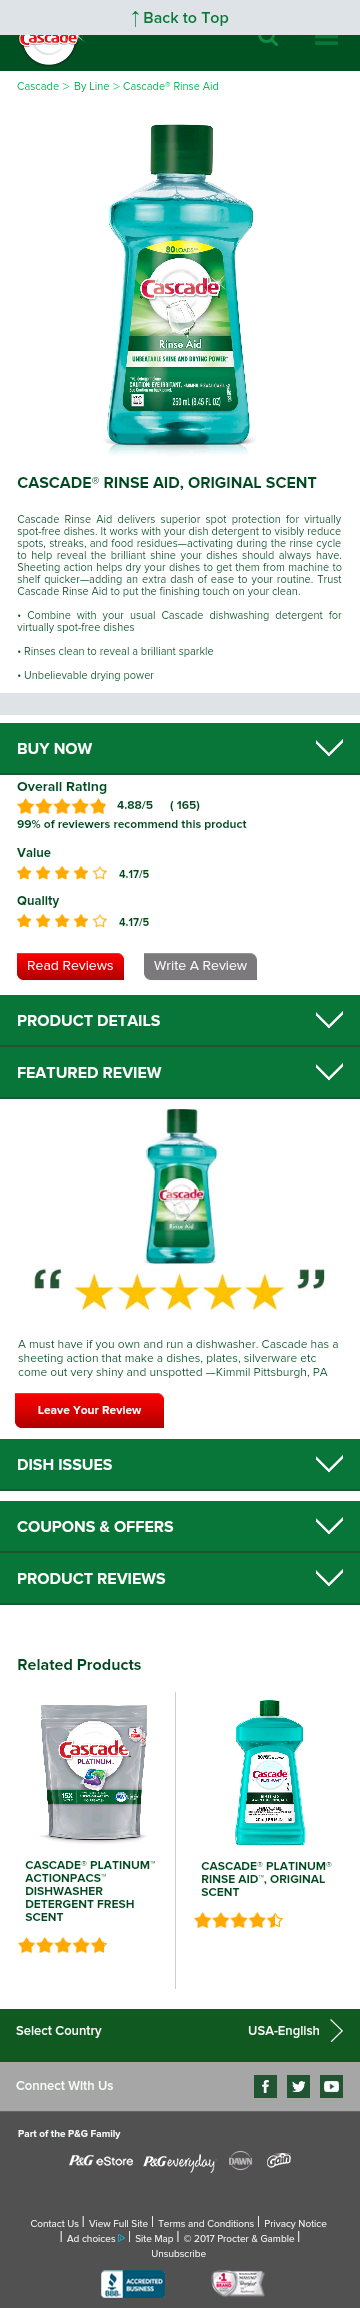 ↑ Back to Top
Cascade
Cascade > By Line > Cascade® Rinse Aid
80 LOADS
Cascade
Rinse Aid
UNBEATABLE SHINE AND DRYING POWER
CAUTION: EYE IRRITANT.
250 mL (8.45 FL OZ)
CASCADE® RINSE AID, ORIGINAL SCENT
Cascade Rinse Aid delivers superior spot protection for virtually
spot-free dishes. It works with your dish detergent to visibly reduce
spots, streaks, and food residues—activating during the rinse cycle
to help reveal the brilliant shine your dishes should always have.
Sheeting action helps dry your dishes to get them from machine to
shelf quicker—adding an extra dash of ease to your routine. Trust
Cascade Rinse Aid to put the finishing touch on your clean.
• Combine with your usual Cascade dishwashing detergent for
virtually spot-free dishes
• Rinses clean to reveal a brilliant sparkle
• Unbelievable drying power
BUY NOW
Overall Rating
4.88/5 ( 165)
99% of reviewers recommend this product
Value
4.17/5
Quality
4.17/5
Read Reviews Write A Review
PRODUCT DETAILS
FEATURED REVIEW
Cascade
Rinse Aid
“ ”
A must have if you own and run a dishwasher. Cascade has a
sheeting action that make a dishes, plates, silverware etc
come out very shiny and unspotted —Kimmil Pittsburgh, PA
Leave Your Review
DISH ISSUES
COUPONS & OFFERS
PRODUCT REVIEWS
Related Products
Cascade
PLATINUM
15X
Cascade
PLATINUM
CASCADE® PLATINUM™
ACTIONPACS™
DISHWASHER
DETERGENT FRESH
SCENT
CASCADE® PLATINUM®
RINSE AID™, ORIGINAL
SCENT
Select Country USA-English
Connect With Us
Part of the P&G Family
P&G eStore P&G everyday DAWN Gain
Contact Us | View Full Site | Terms and Conditions | Privacy Notice
| Ad choices | Site Map | © 2017 Procter & Gamble |
Unsubscribe
BBB ACCREDITED BUSINESS
#1 BRAND